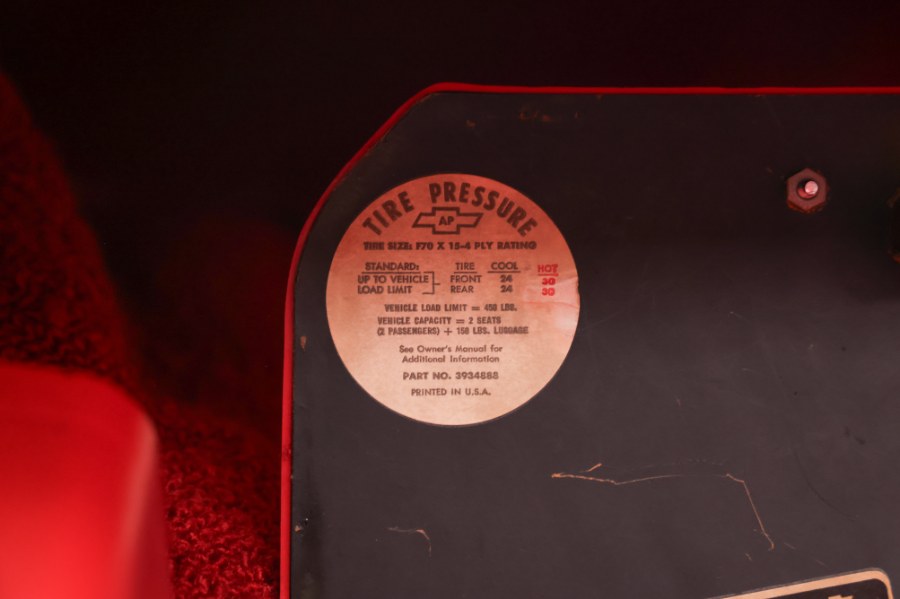 TIRE PRESSURE
AP
TIRE SIZE: F70 X 15-4 PLY RATING
STANDARD: TIRE COOL HOT
UP TO VEHICLE FRONT 24 30
LOAD LIMIT REAR 24 30
VEHICLE LOAD LIMIT = 450 LBS.
VEHICLE CAPACITY = 2 SEATS
(2 PASSENGERS) + 150 LBS. LUGGAGE
See Owner's Manual for
Additional Information
PART NO. 3934888
PRINTED IN U.S.A.